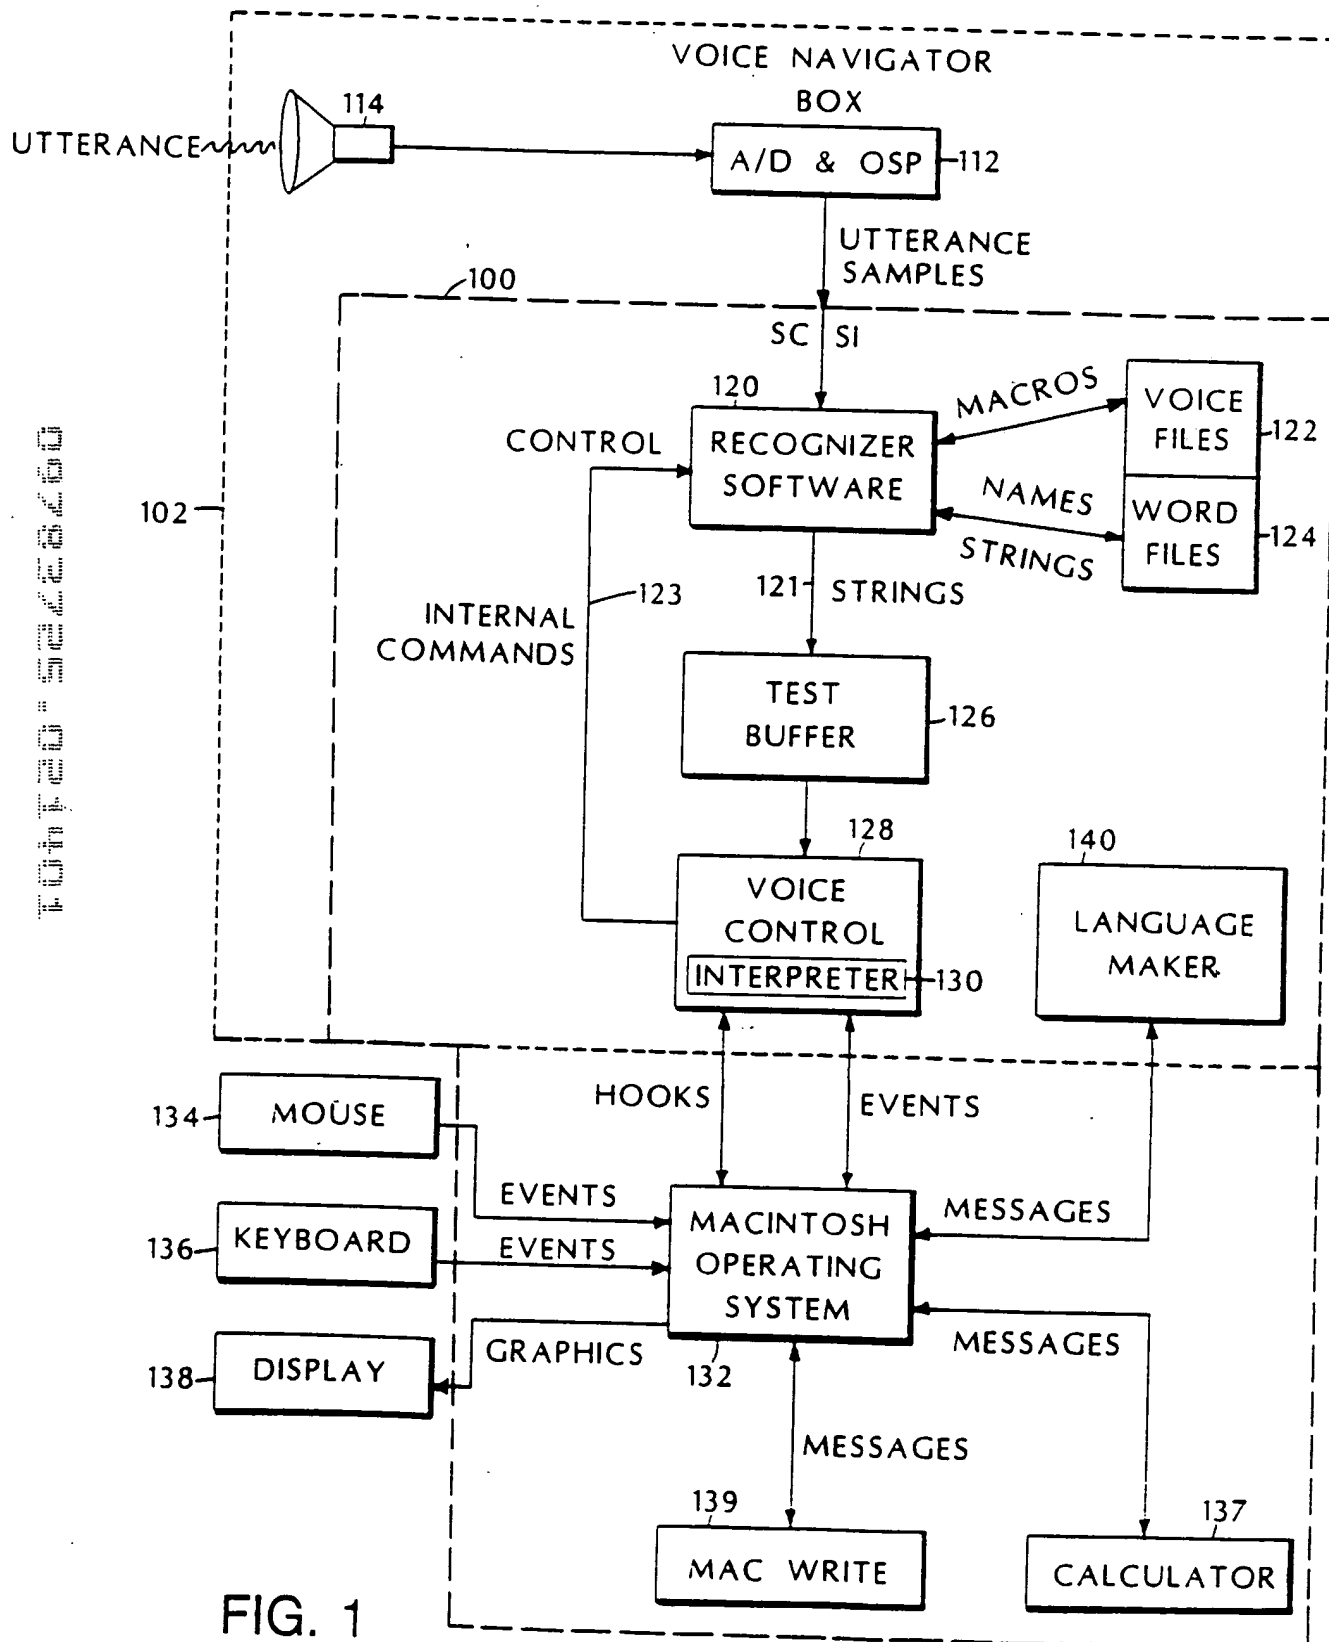 VOICE NAVIGATOR
BOX
114
UTTERANCE
A/D & OSP
112
UTTERANCE
SAMPLES
100
SC SI
120
MACROS
VOICE
FILES
122
CONTROL
RECOGNIZER
SOFTWARE
NAMES
STRINGS
WORD
FILES
124
102
09783725.021401
121
STRINGS
123
INTERNAL
COMMANDS
TEST
BUFFER
126
128
VOICE
CONTROL
INTERPRETER
130
140
LANGUAGE
MAKER
HOOKS
EVENTS
134
MOUSE
EVENTS
MESSAGES
136
KEYBOARD
EVENTS
MACINTOSH
OPERATING
SYSTEM
132
MESSAGES
138
DISPLAY
GRAPHICS
MESSAGES
139
MAC WRITE
137
CALCULATOR
FIG. 1